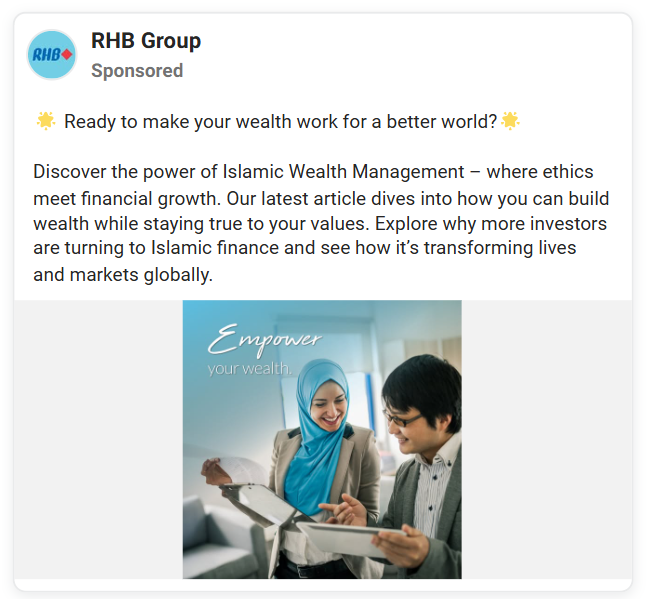 RHB
RHB Group
Sponsored
🌟 Ready to make your wealth work for a better world?🌟
Discover the power of Islamic Wealth Management – where ethics
meet financial growth. Our latest article dives into how you can build
wealth while staying true to your values. Explore why more investors
are turning to Islamic finance and see how it’s transforming lives
and markets globally.
Empower
your wealth.